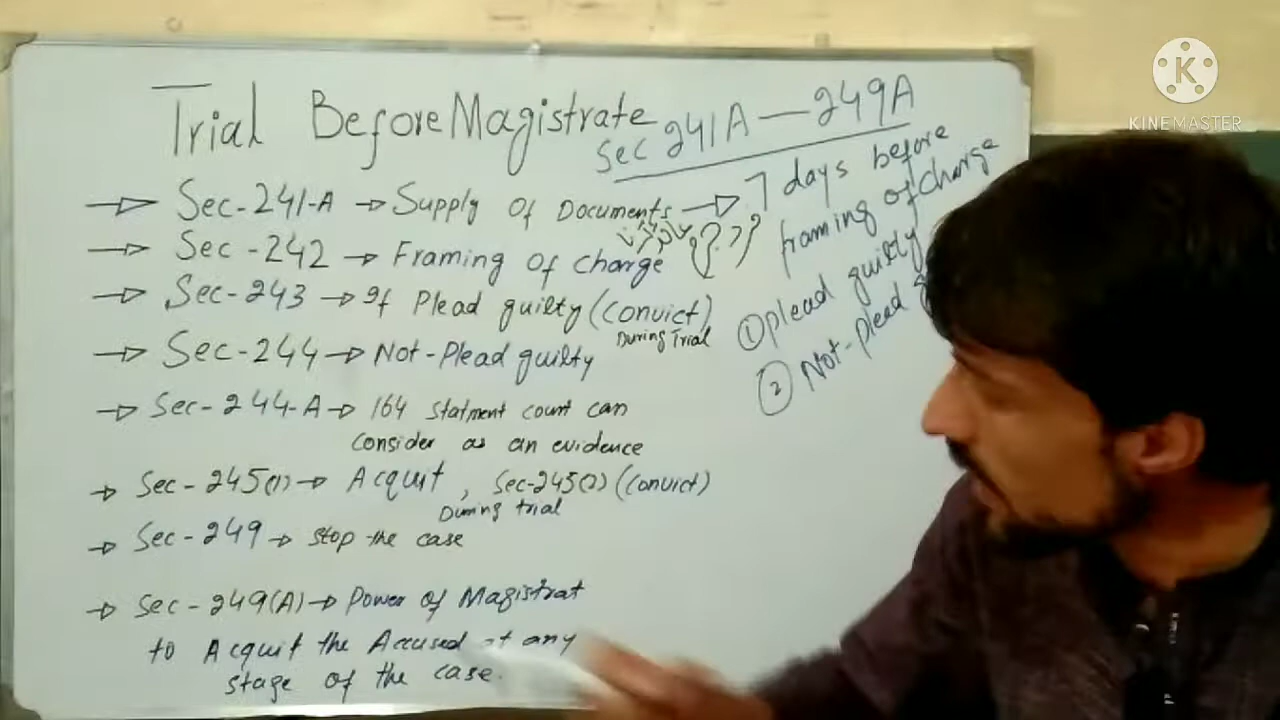 Trial Before Magistrate Sec 241A — 249A
→ Sec-241-A → Supply of Documents → 7 days before
framing of charge
→ Sec-242 → Framing of charge
→ Sec-243 → If Plead guilty (Convict)
During Trial
① plead guilty
② Not-Plead
→ Sec-244 → Not-Plead guilty
→ Sec-244-A → 164 statment count can
Consider as an evidence
→ Sec-245(1) → Acquit, Sec-245(2) (Convict)
During trial
→ Sec-249 → Stop the case
→ Sec-249(A) → Power of Magistrat
to Acquit the Accused at any
stage of the case.
K
KINEMASTER